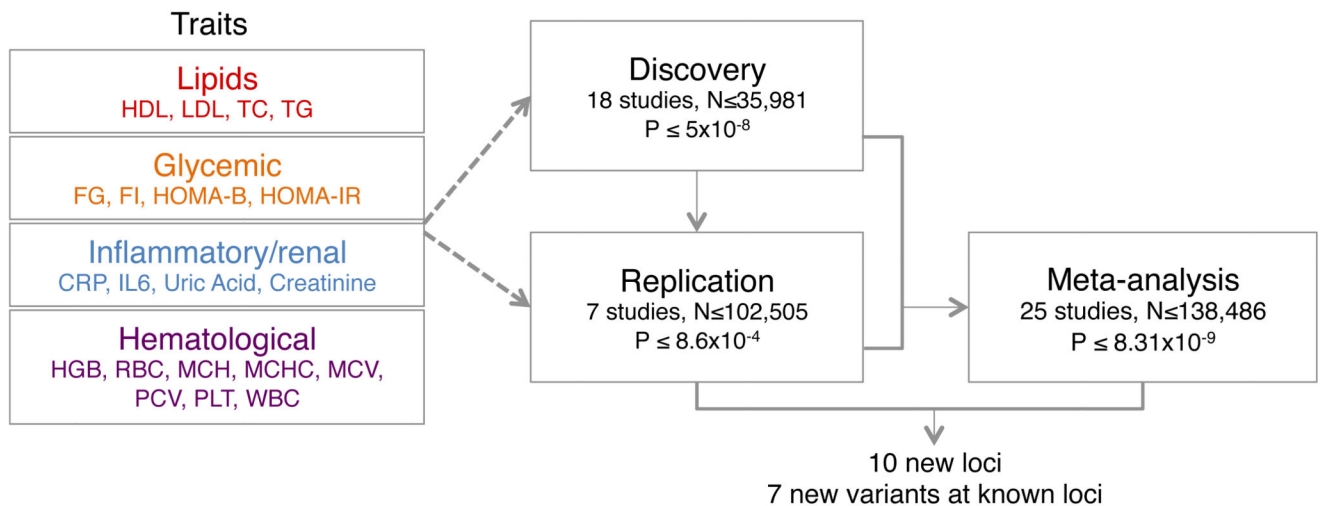 Traits
Lipids
HDL, LDL, TC, TG
Glycemic
FG, FI, HOMA-B, HOMA-IR
Inflammatory/renal
CRP, IL6, Uric Acid, Creatinine
Hematological
HGB, RBC, MCH, MCHC, MCV,
PCV, PLT, WBC
Discovery
18 studies, N≤35,981
P ≤ 5x10⁻⁸
Replication
7 studies, N≤102,505
P ≤ 8.6x10⁻⁴
Meta-analysis
25 studies, N≤138,486
P ≤ 8.31x10⁻⁹
10 new loci
7 new variants at known loci